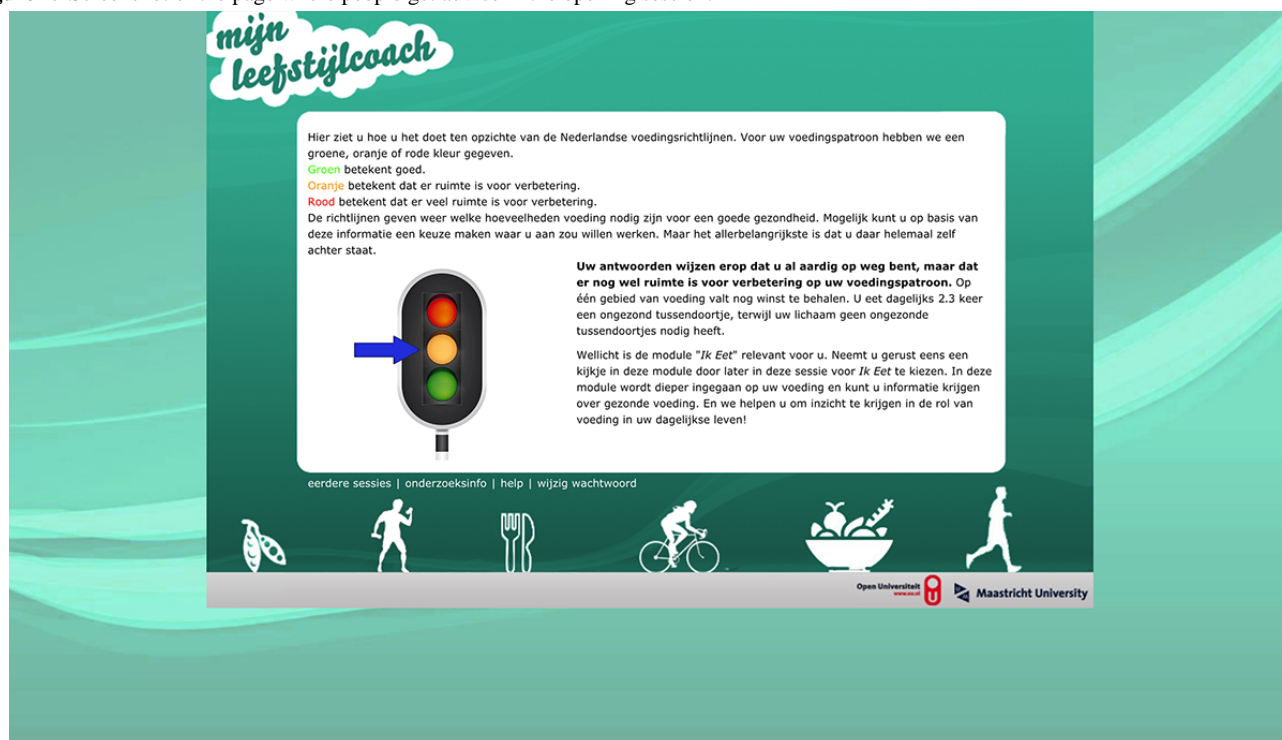 mijn
leefstijlcoach
Hier ziet u hoe u het doet ten opzichte van de Nederlandse voedingsrichtlijnen. Voor uw voedingspatroon hebben we een
groene, oranje of rode kleur gegeven.
Groen betekent goed.
Oranje betekent dat er ruimte is voor verbetering.
Rood betekent dat er veel ruimte is voor verbetering.
De richtlijnen geven weer welke hoeveelheden voeding nodig zijn voor een goede gezondheid. Mogelijk kunt u op basis van
deze informatie een keuze maken waar u aan zou willen werken. Maar het allerbelangrijkste is dat u daar helemaal zelf
achter staat.
Uw antwoorden wijzen erop dat u al aardig op weg bent, maar dat
er nog wel ruimte is voor verbetering op uw voedingspatroon. Op
één gebied van voeding valt nog winst te behalen. U eet dagelijks 2.3 keer
een ongezond tussendoortje, terwijl uw lichaam geen ongezonde
tussendoortjes nodig heeft.
Wellicht is de module "Ik Eet" relevant voor u. Neemt u gerust eens een
kijkje in deze module door later in deze sessie voor Ik Eet te kiezen. In deze
module wordt dieper ingegaan op uw voeding en kunt u informatie krijgen
over gezonde voeding. En we helpen u om inzicht te krijgen in de rol van
voeding in uw dagelijkse leven!
eerdere sessies | onderzoeksinfo | help | wijzig wachtwoord
Open Universiteit
www.ou.nl
Maastricht University